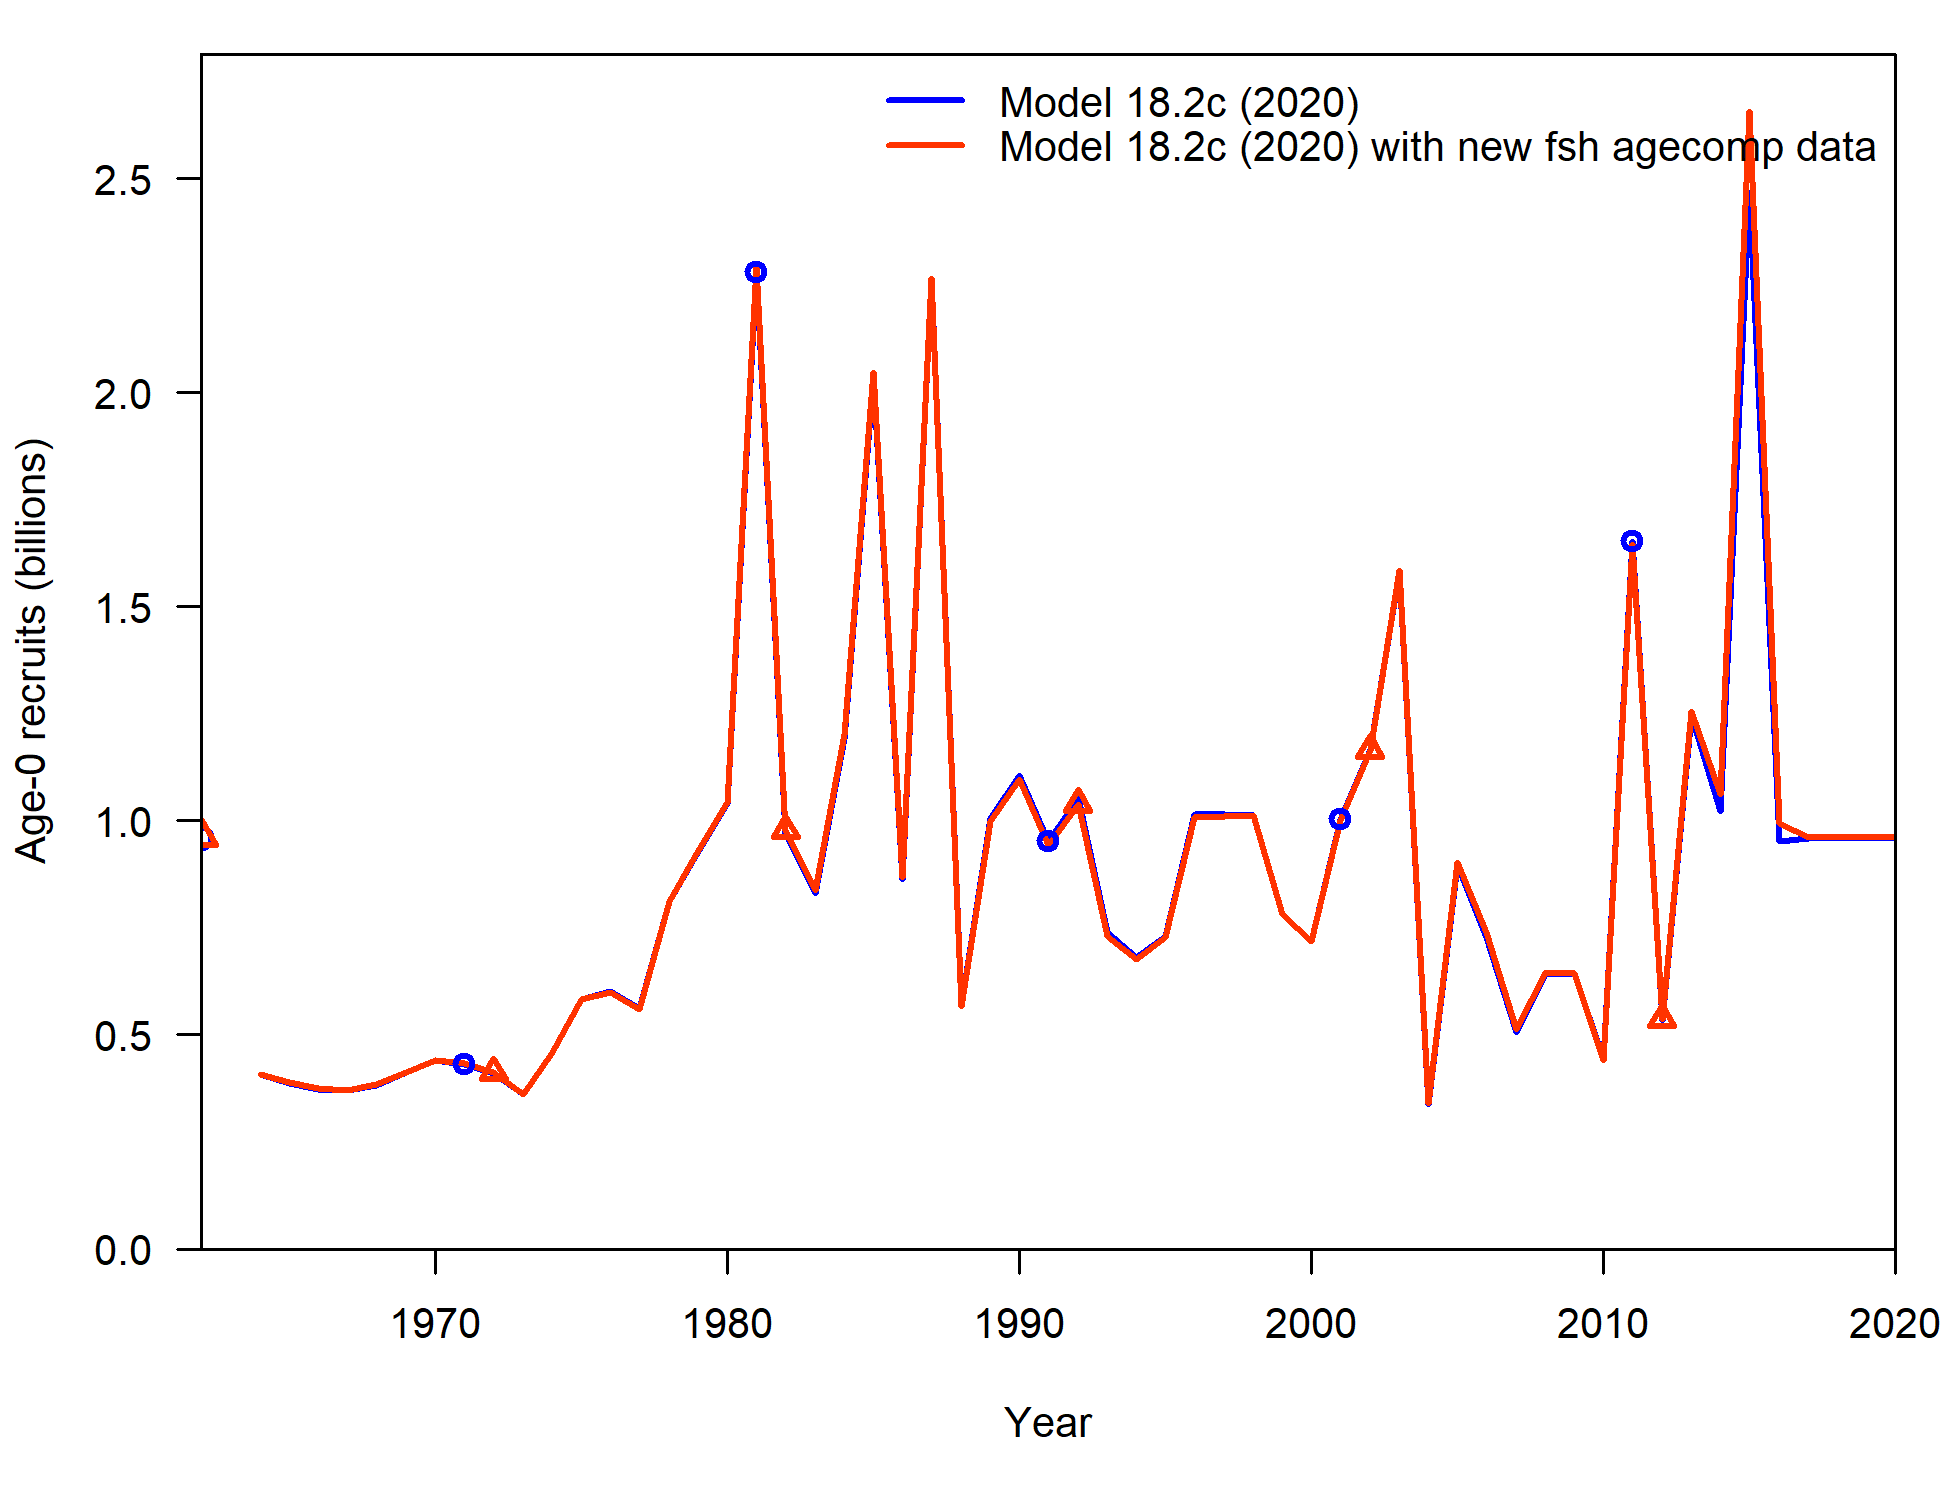 Model 18.2c (2020)
Model 18.2c (2020) with new fsh agecomp data
Age-0 recruits (billions)
2.5
2.0
1.5
1.0
0.5
0.0
1970 1980 1990 2000 2010 2020
Year